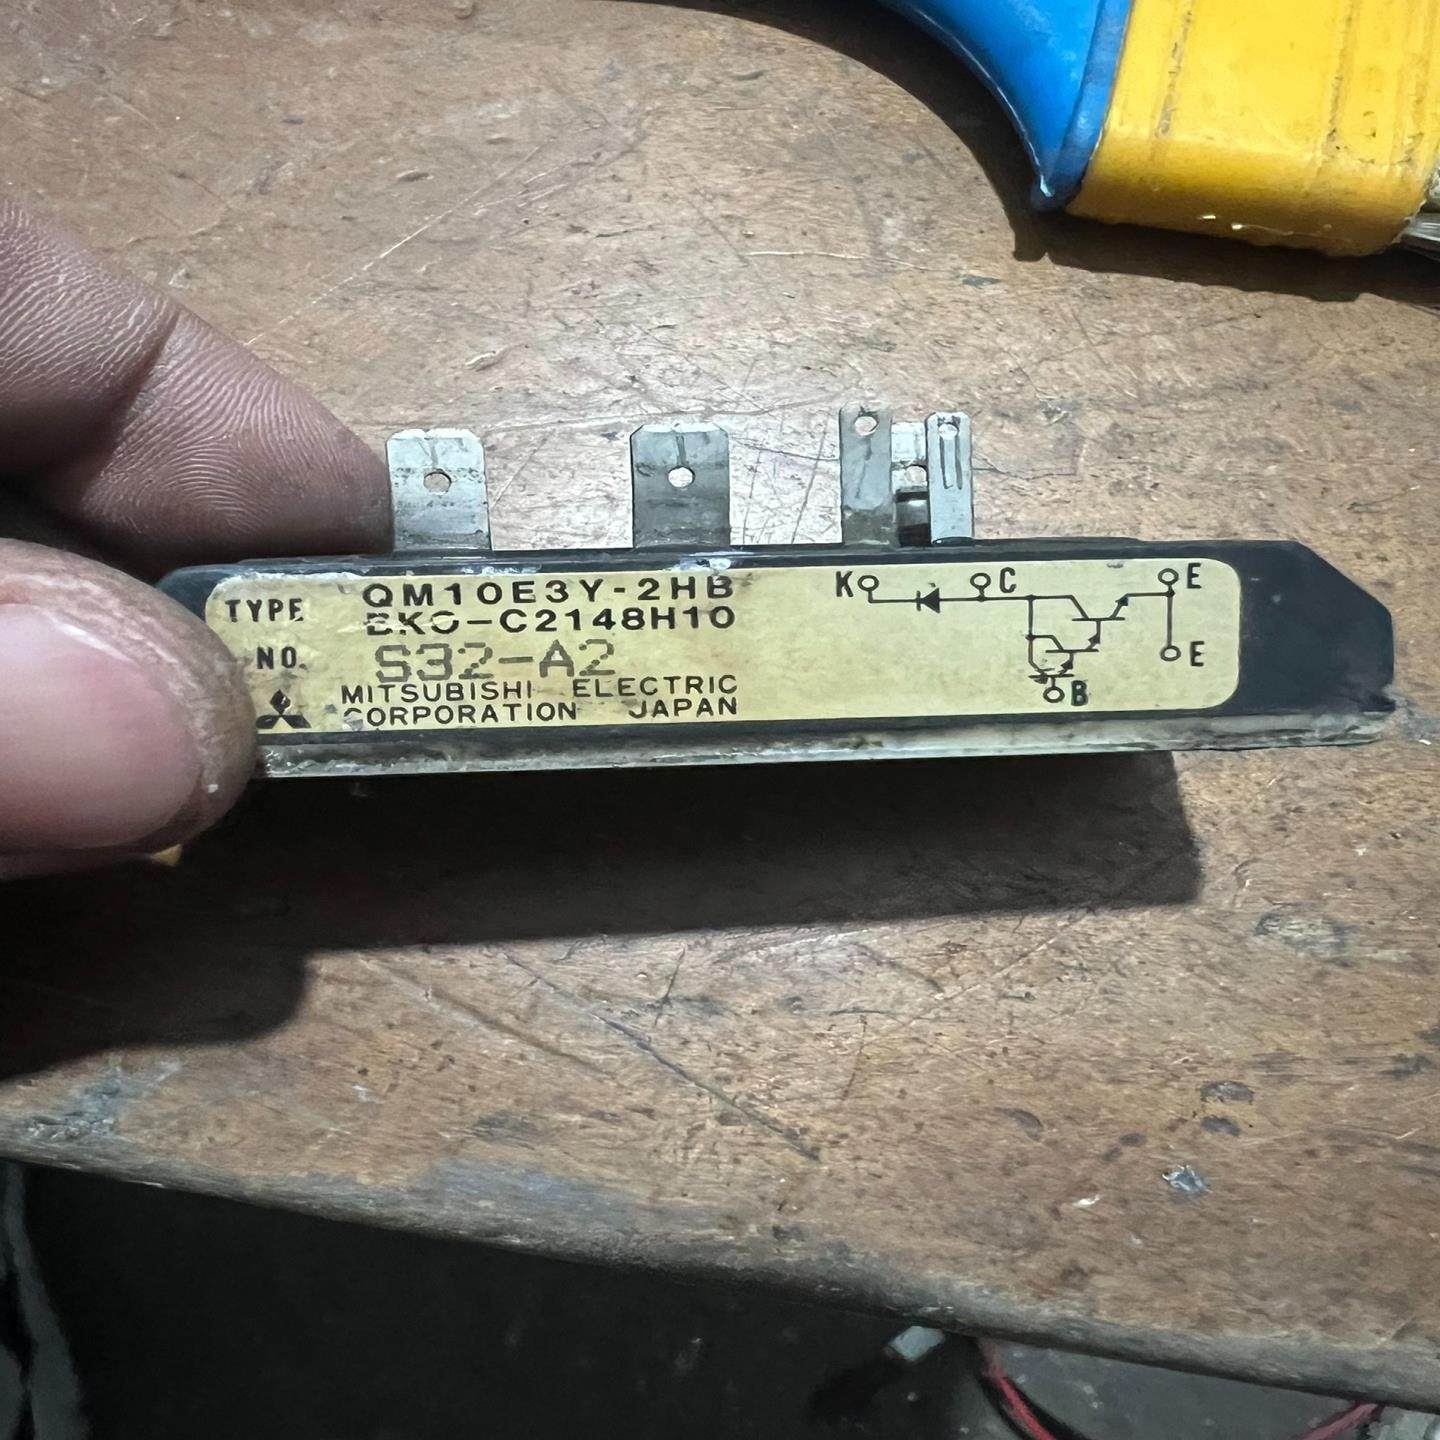 TYPE QM10E3Y-2HB
BKO-C2148H10
NO. S32-A2
MITSUBISHI ELECTRIC
CORPORATION JAPAN
K C E
E
B